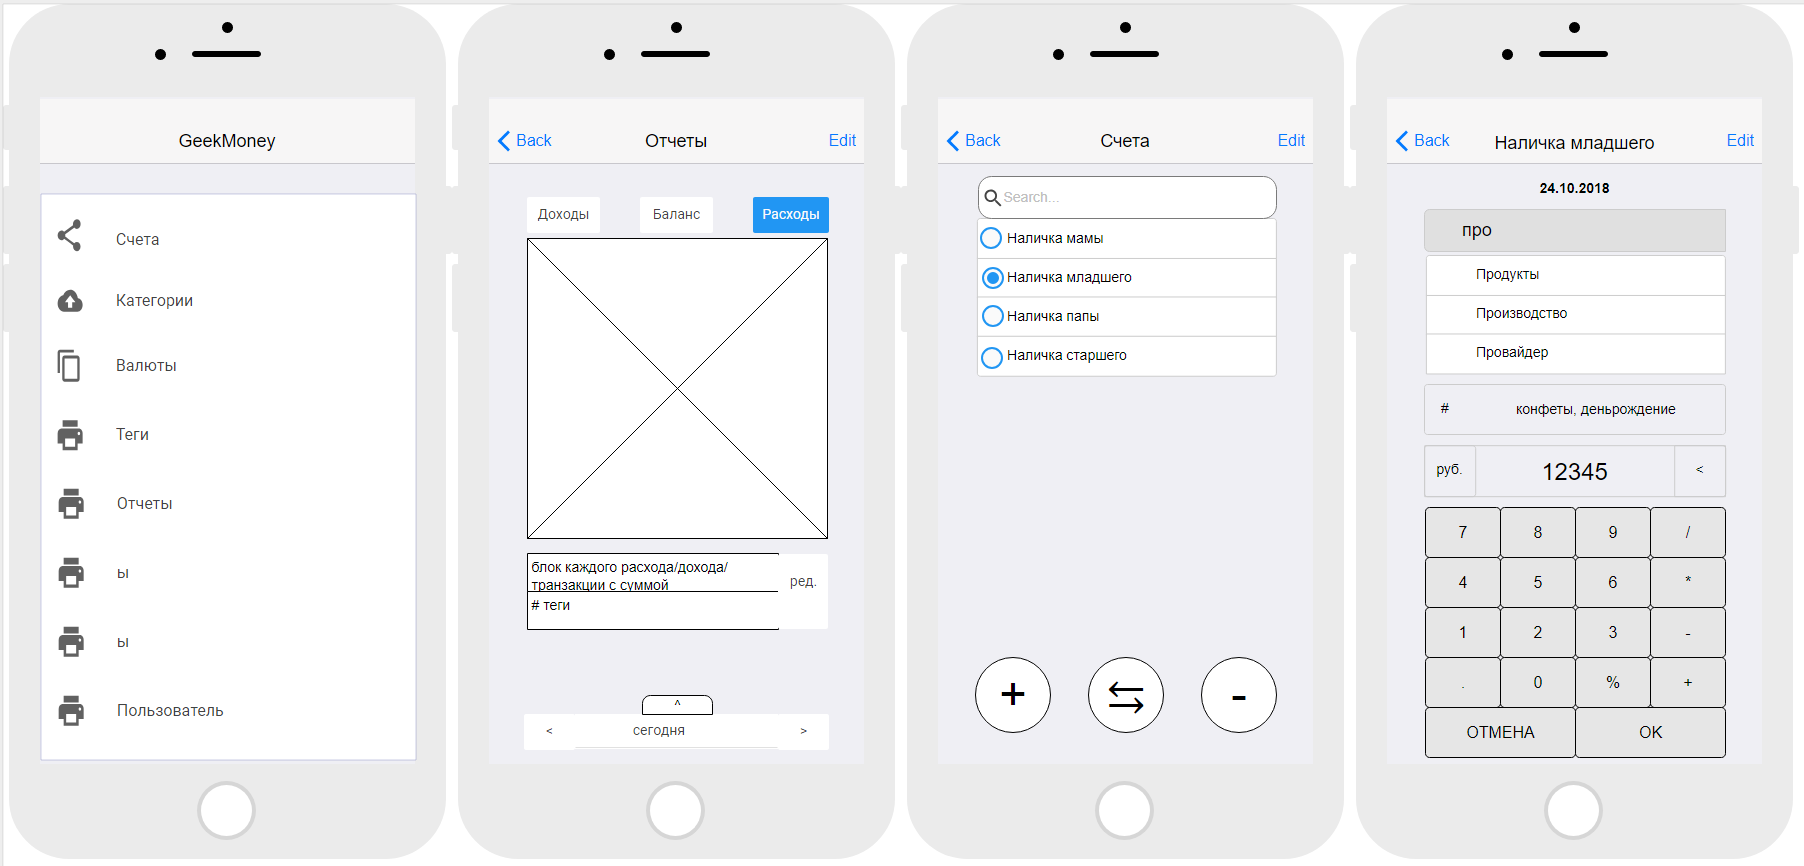 GeekMoney
Счета
Категории
Валюты
Теги
Отчеты
ы
ы
Пользователь
Back
Отчеты
Edit
Доходы
Баланс
Расходы
блок каждого расхода/дохода/
транзакции с суммой
ред.
# теги
^
<
сегодня
>
Back
Счета
Edit
Search...
Наличка мамы
Наличка младшего
Наличка папы
Наличка старшего
+
-
Back
Наличка младшего
Edit
24.10.2018
про
Продукты
Производство
Провайдер
# конфеты, деньрождение
руб. 12345 <
7 8 9 /
4 5 6 *
1 2 3 -
. 0 % +
ОТМЕНА OK